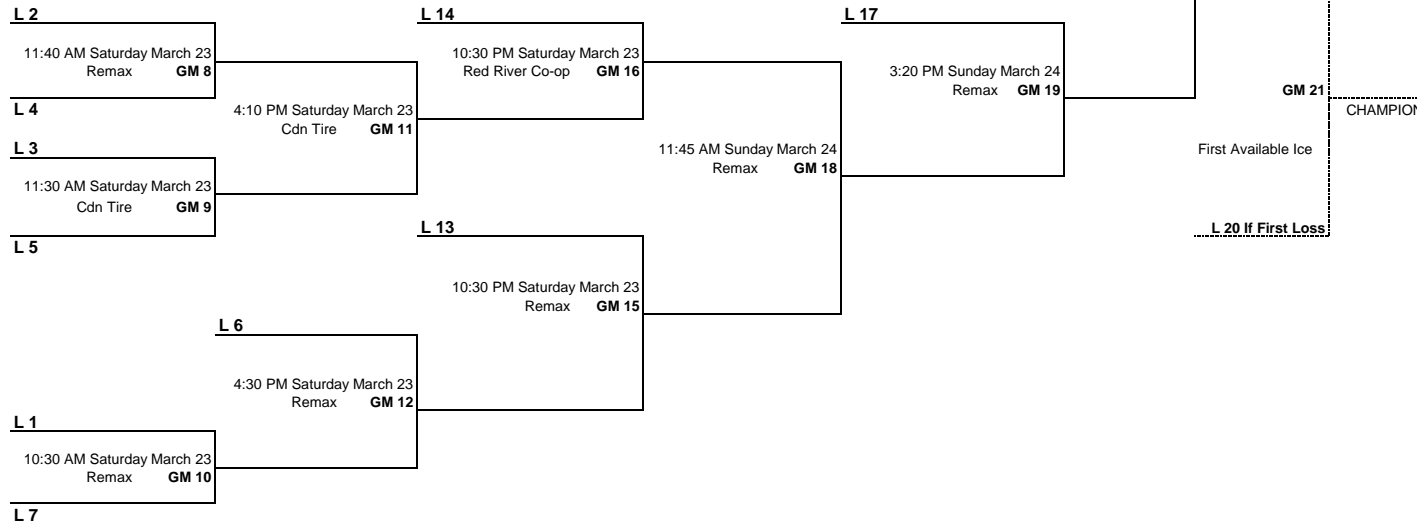 L 2
L 14
L 17
11:40 AM Saturday March 23
Remax GM 8
10:30 PM Saturday March 23
Red River Co-op GM 16
3:20 PM Sunday March 24
Remax GM 19
GM 21
L 4
4:10 PM Saturday March 23
Cdn Tire GM 11
CHAMPION
L 3
11:45 AM Sunday March 24
Remax GM 18
First Available Ice
11:30 AM Saturday March 23
Cdn Tire GM 9
L 13
L 20 If First Loss
L 5
10:30 PM Saturday March 23
Remax GM 15
L 6
4:30 PM Saturday March 23
Remax GM 12
L 1
10:30 AM Saturday March 23
Remax GM 10
L 7